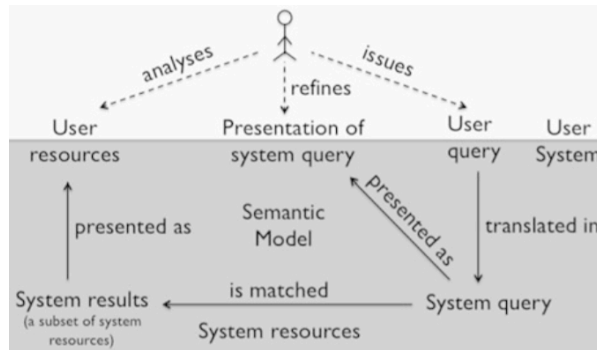 analyses
issues
refines
User
resources
Presentation of
system query
User
query
User
System
presented as
Semantic
Model
presented as
translated in
System results
(a subset of system
resources)
is matched
System query
System resources